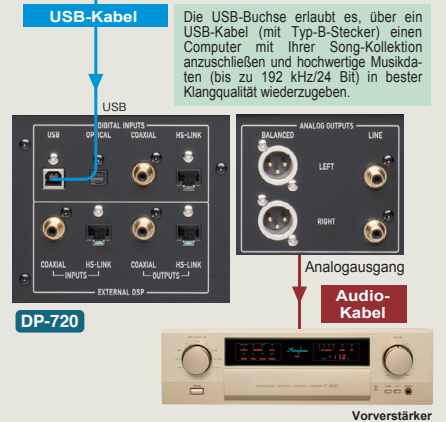 USB-Kabel
Die USB-Buchse erlaubt es, über ein
USB-Kabel (mit Typ-B-Stecker) einen
Computer mit Ihrer Song-Kollektion
anzuschließen und hochwertige Musikda-
ten (bis zu 192 kHz/24 Bit) in bester
Klangqualität wiederzugeben.
USB
DIGITAL INPUTS
USB OPTICAL COAXIAL HS-LINK
COAXIAL HS-LINK COAXIAL HS-LINK
INPUTS OUTPUTS
EXTERNAL DSP
ANALOG OUTPUTS
BALANCED LINE
LEFT
RIGHT
Analogausgang
Audio-
Kabel
DP-720
Accuphase
Vorverstärker